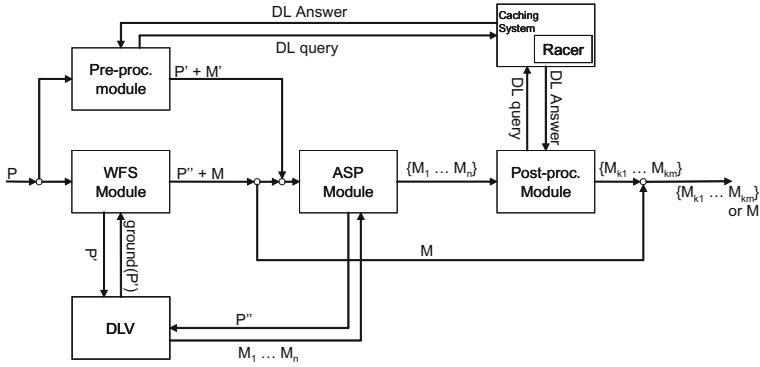 DL Answer
Caching
System
Racer
DL query
Pre-proc.
module
P' + M'
DL query
DL Answer
P
WFS
Module
P'' + M
ASP
Module
{M1 … Mn}
Post-proc.
Module
{Mk1 … Mkm}
{Mk1 … Mkm}
or M
P'
ground(P')
M
DLV
P''
M1 … Mn